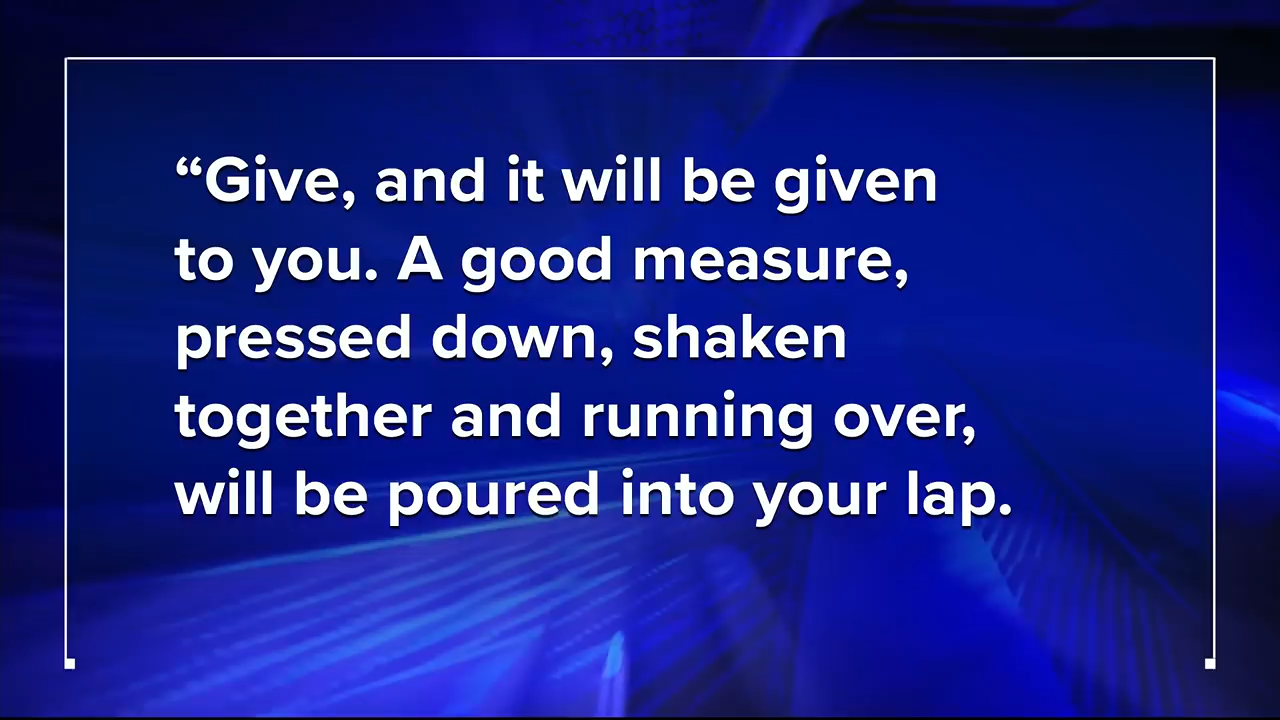 “Give, and it will be given
to you. A good measure,
pressed down, shaken
together and running over,
will be poured into your lap.